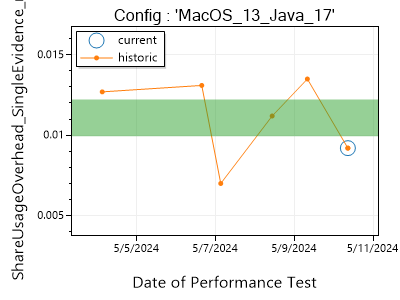 Config : 'MacOS_13_Java_17'
ShareUsageOverhead_SingleEvidence_
current
historic
0.015
0.01
0.005
5/5/2024
5/7/2024
5/9/2024
5/11/2024
Date of Performance Test